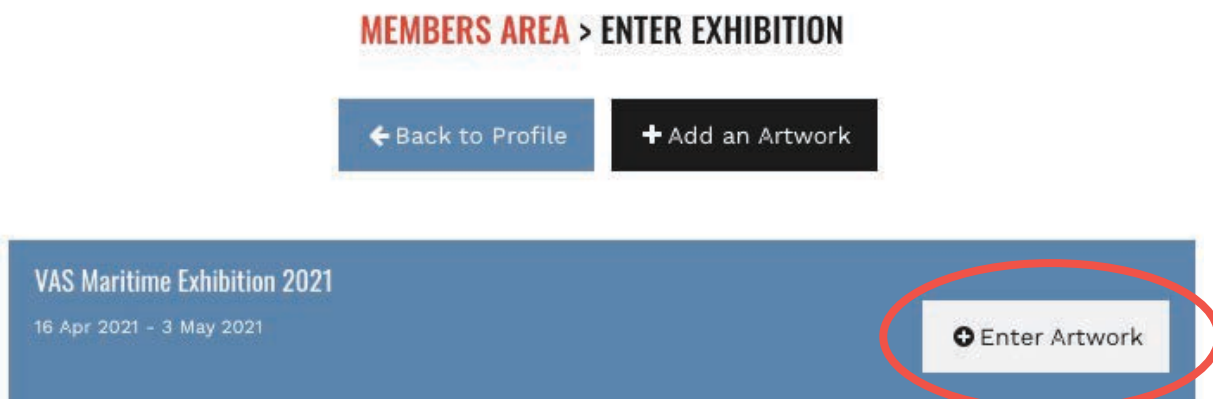 MEMBERS AREA > ENTER EXHIBITION
Back to Profile
Add an Artwork
VAS Maritime Exhibition 2021
16 Apr 2021 - 3 May 2021
Enter Artwork